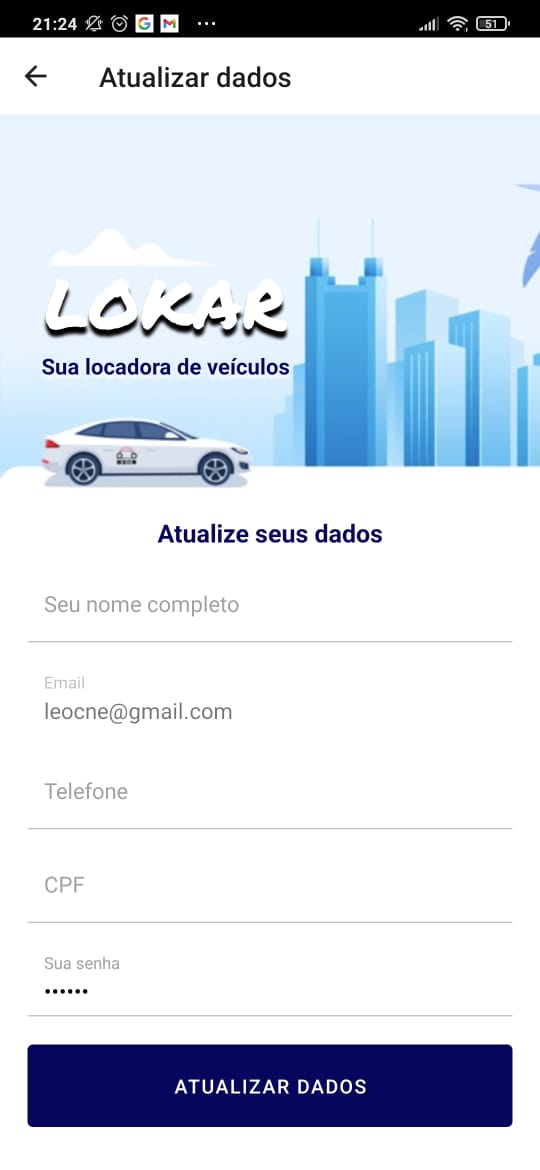 21:24
51
Atualizar dados
LOKAR
Sua locadora de veículos
Atualize seus dados
Seu nome completo
Email
leocne@gmail.com
Telefone
CPF
Sua senha
••••••
ATUALIZAR DADOS